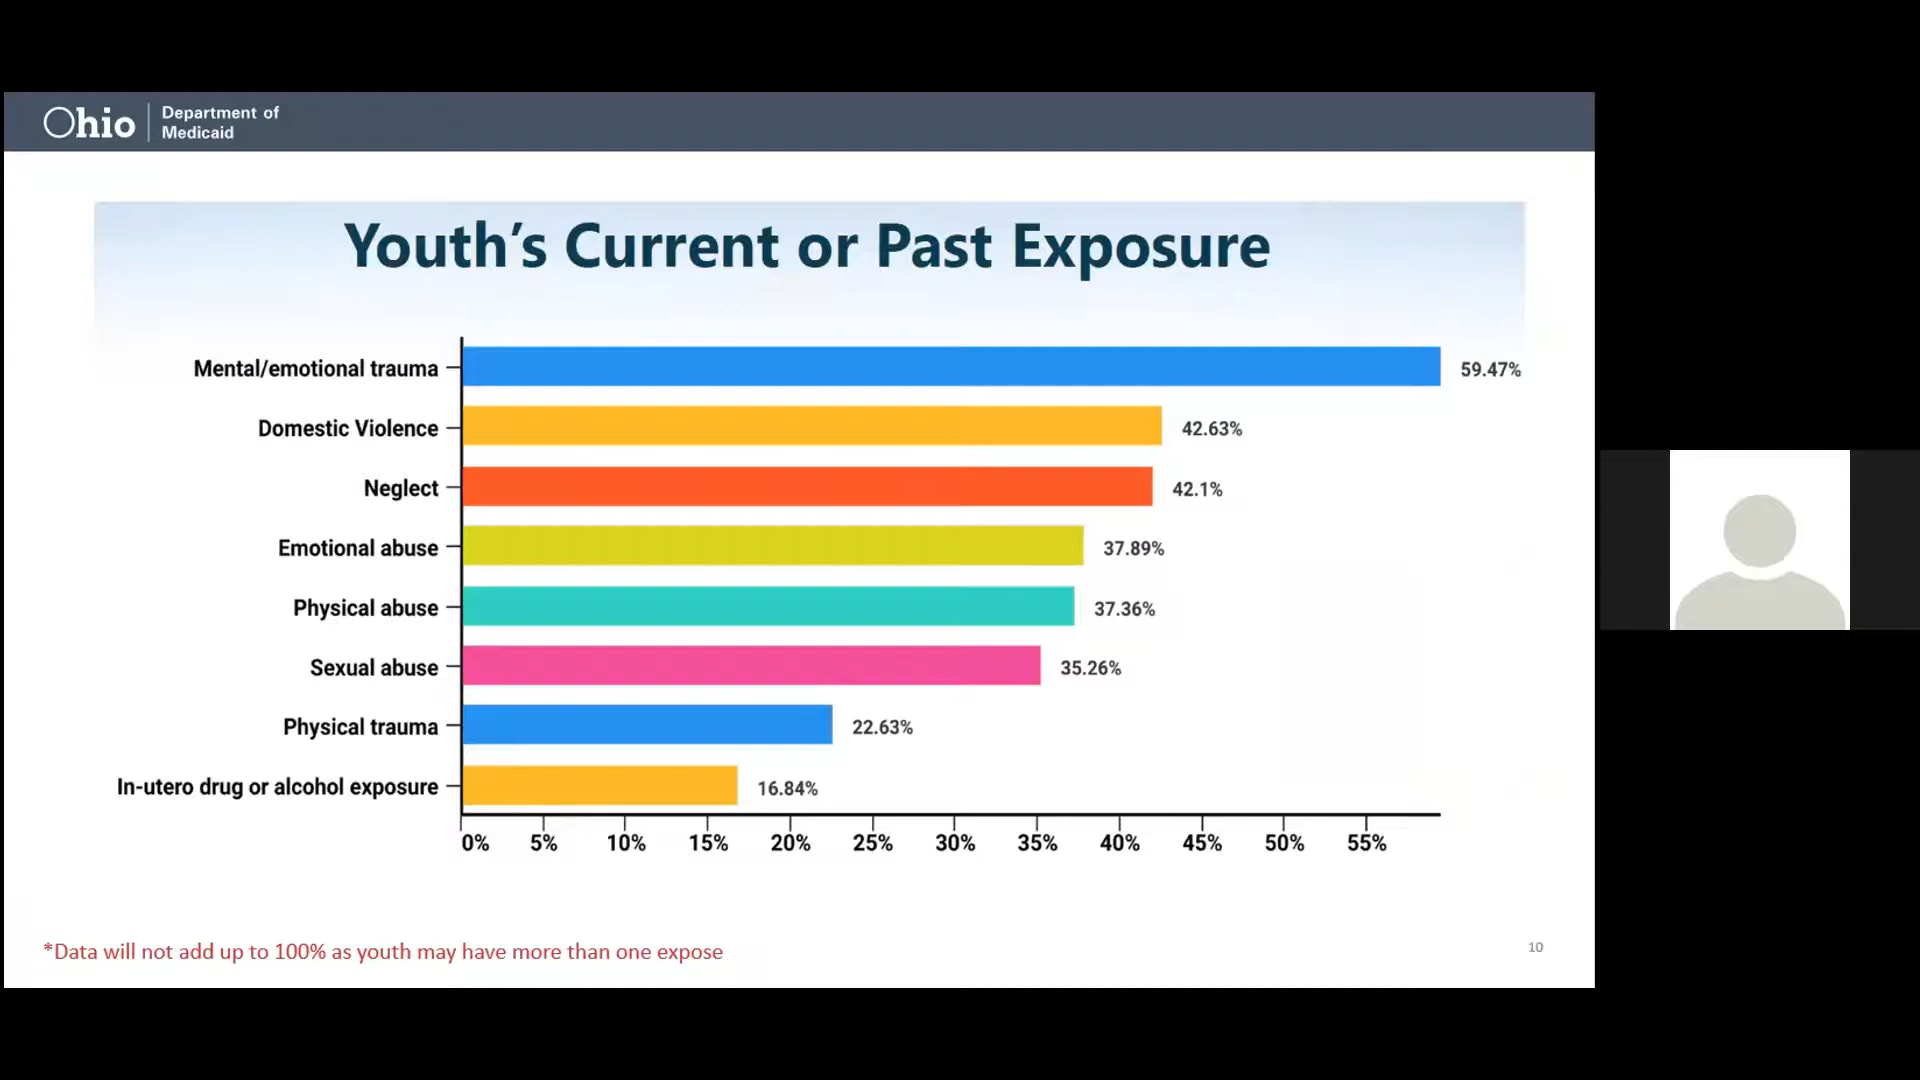 Ohio
Department of
Medicaid
Youth’s Current or Past Exposure
Mental/emotional trauma
59.47%
Domestic Violence
42.63%
Neglect
42.1%
Emotional abuse
37.89%
Physical abuse
37.36%
Sexual abuse
35.26%
Physical trauma
22.63%
In-utero drug or alcohol exposure
16.84%
0% 5% 10% 15% 20% 25% 30% 35% 40% 45% 50% 55%
*Data will not add up to 100% as youth may have more than one expose
10